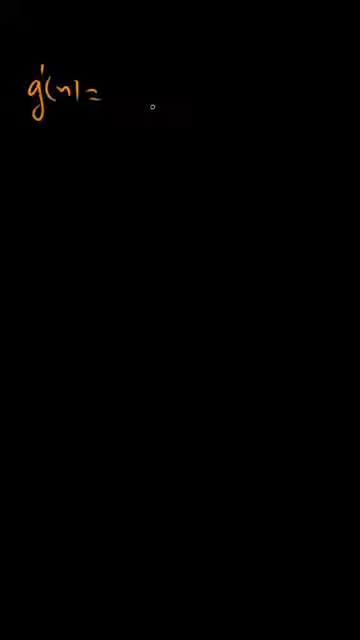 g'(x) =